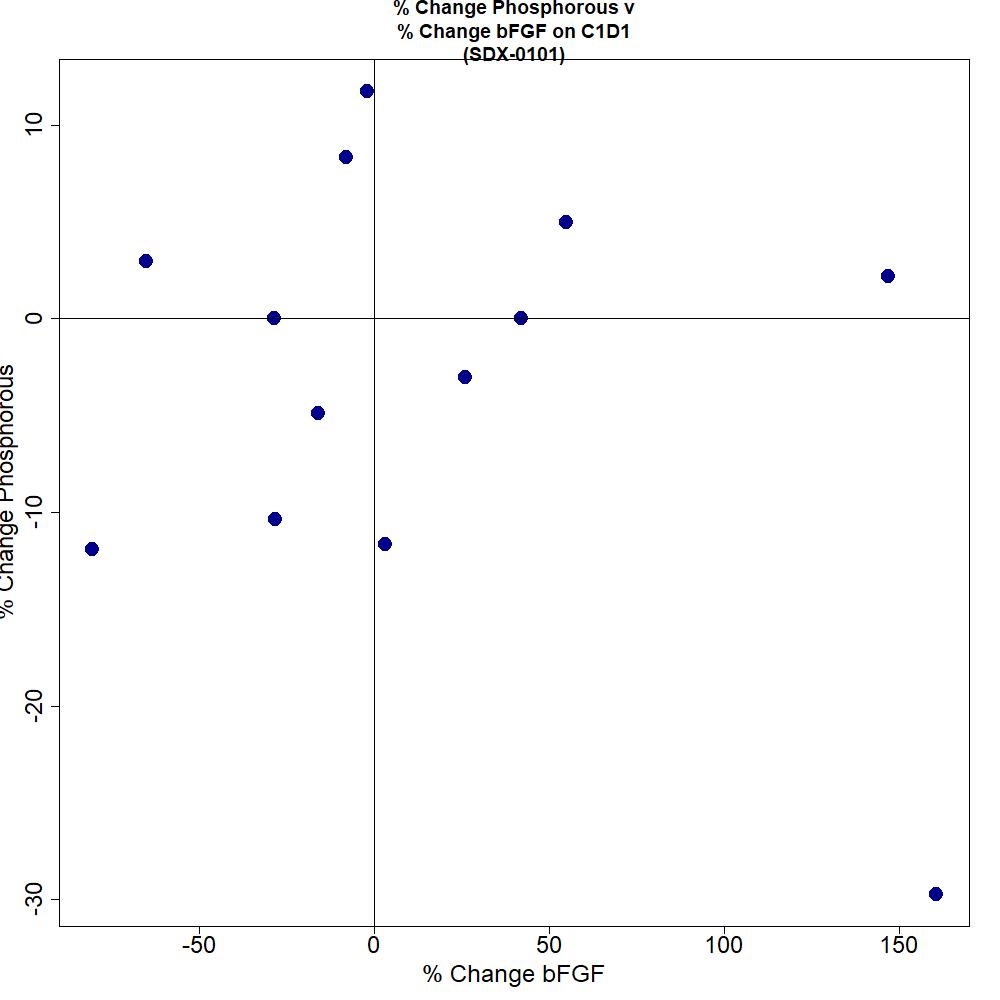 % Change Phosphorous v
% Change bFGF on C1D1
(SDX-0101)
% Change Phosphorous
10
0
-10
-20
-30
-50
0
50
100
150
% Change bFGF